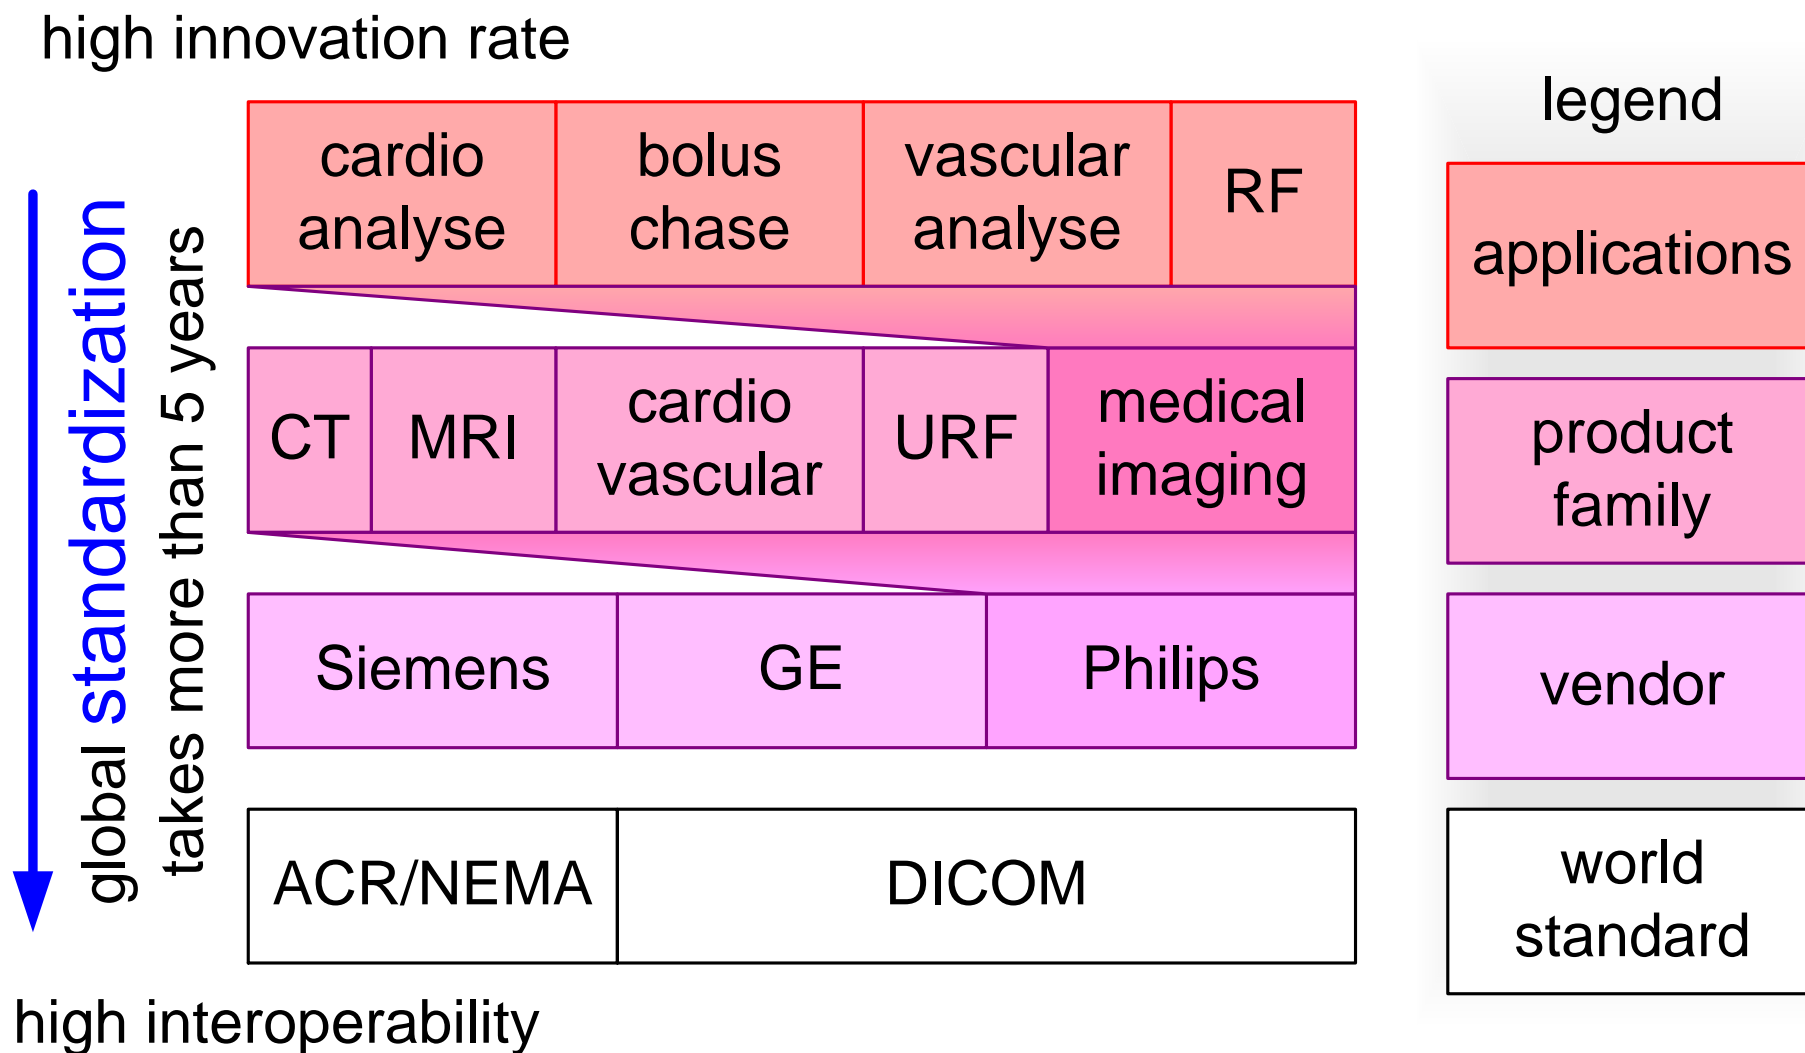 high innovation rate
legend
cardio
analyse
bolus
chase
vascular
analyse
RF
applications
global standardization
takes more than 5 years
CT
MRI
cardio
vascular
URF
medical
imaging
product
family
Siemens
GE
Philips
vendor
ACR/NEMA
DICOM
world
standard
high interoperability